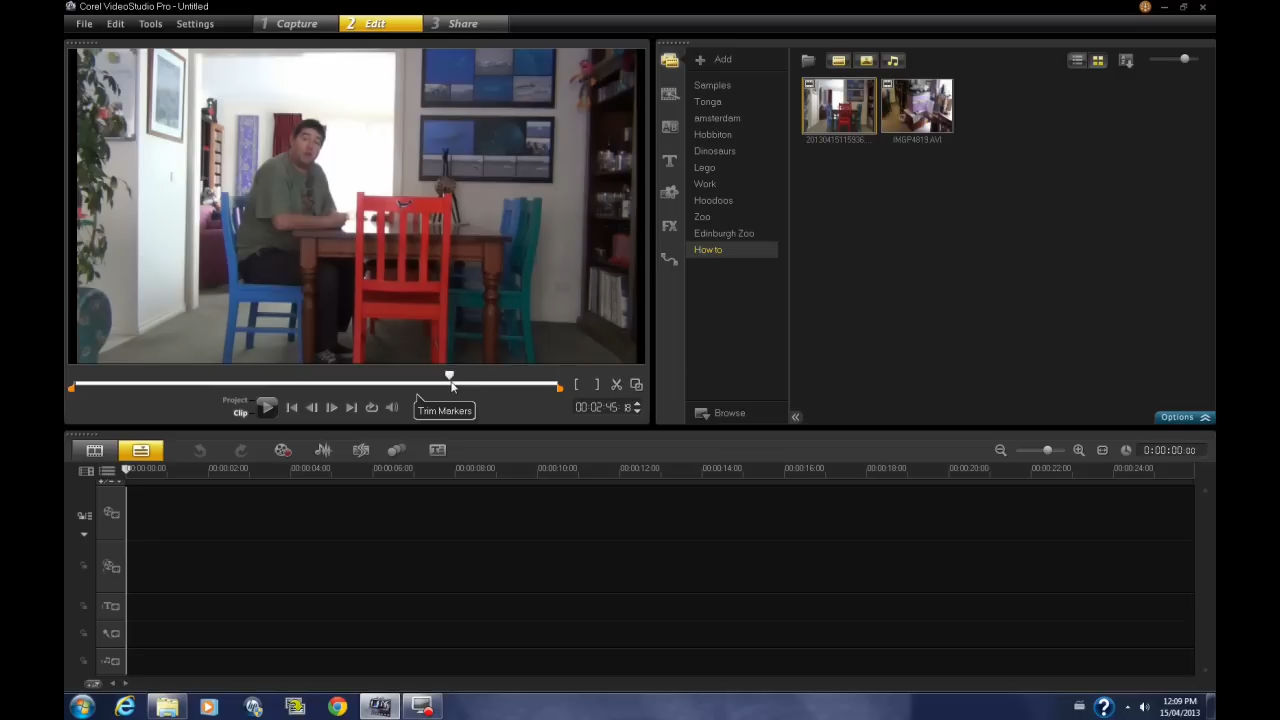 Corel VideoStudio Pro - Untitled
File Edit Tools Settings 1 Capture 2 Edit 3 Share
Add
Samples
Tonga
amsterdam
Hobbiton
Dinosaurs
Lego
Work
Hoodoos
Zoo
Edinburgh Zoo
How to
20130415115936... IMGP4819.AVI
Project
Clip
Trim Markers
[ ] 00:02:45:18
Browse
Options
00:00:00:00 00:00:02:00 00:00:04:00 00:00:06:00 00:00:08:00 00:00:10:00 00:00:12:00 00:00:14:00 00:00:16:00 00:00:18:00 00:00:20:00 00:00:22:00 00:00:24:00
0:00:00:00
12:09 PM
15/04/2013